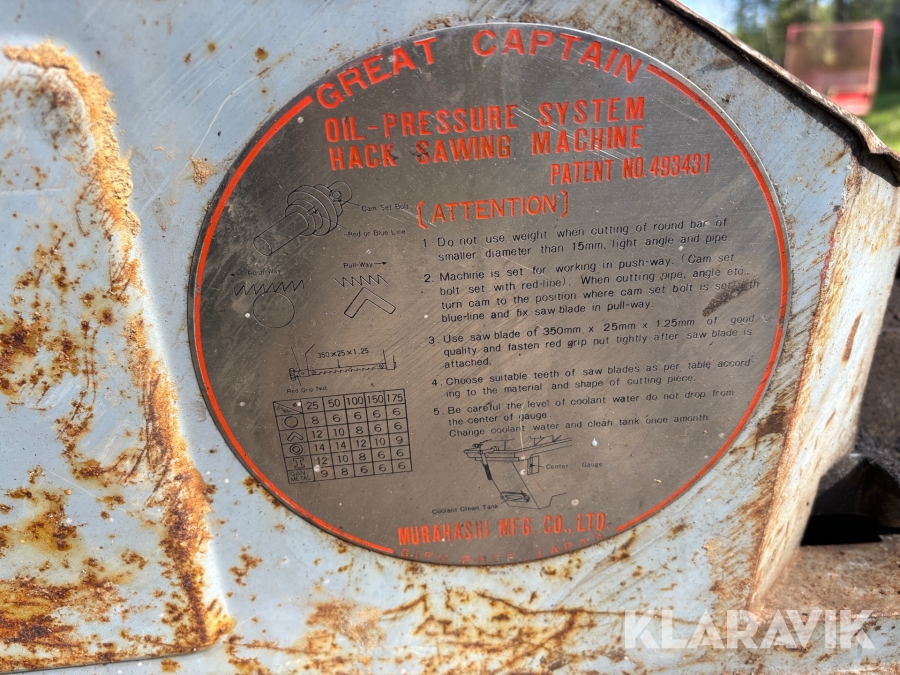 GREAT CAPTAIN
OIL-PRESSURE SYSTEM
HACK SAWING MACHINE
PATENT NO. 493431
Cam Set Bolt
Red or Blue Line
Pull-Way
[ATTENTION]
1 Do not use weight when cutting of round bar of
smaller diameter than 15mm, light angle and pipe
2. Machine is set for working in push-way. (Cam set
bolt set with red-line). When cutting pipe, angle etc..
turn cam to the position where cam set bolt is set with
blue-line and fix saw blade in pull-way.
3. Use saw blade of 350mm x 25mm x 1.25mm of good
quality and fasten red grip nut tightly after saw blade is
attached.
4. Choose suitable teeth of saw blades as per table accord-
ing to the material and shape of cutting piece.
5. Be careful the level of coolant water do not drop from
the center of gauge.
Change coolant water and clean tank once amonth
350×25×1.25
Red Grip Nut
25 50 100 150 175
8 6 6 6 6
12 10 8 6 6
14 14 12 10 9
12 10 8 6 6
9 8 6 6 6
Center Gauge
Coolant Clean Tank
MURAHASHI MFG. CO., LTD.
KLARAVIK